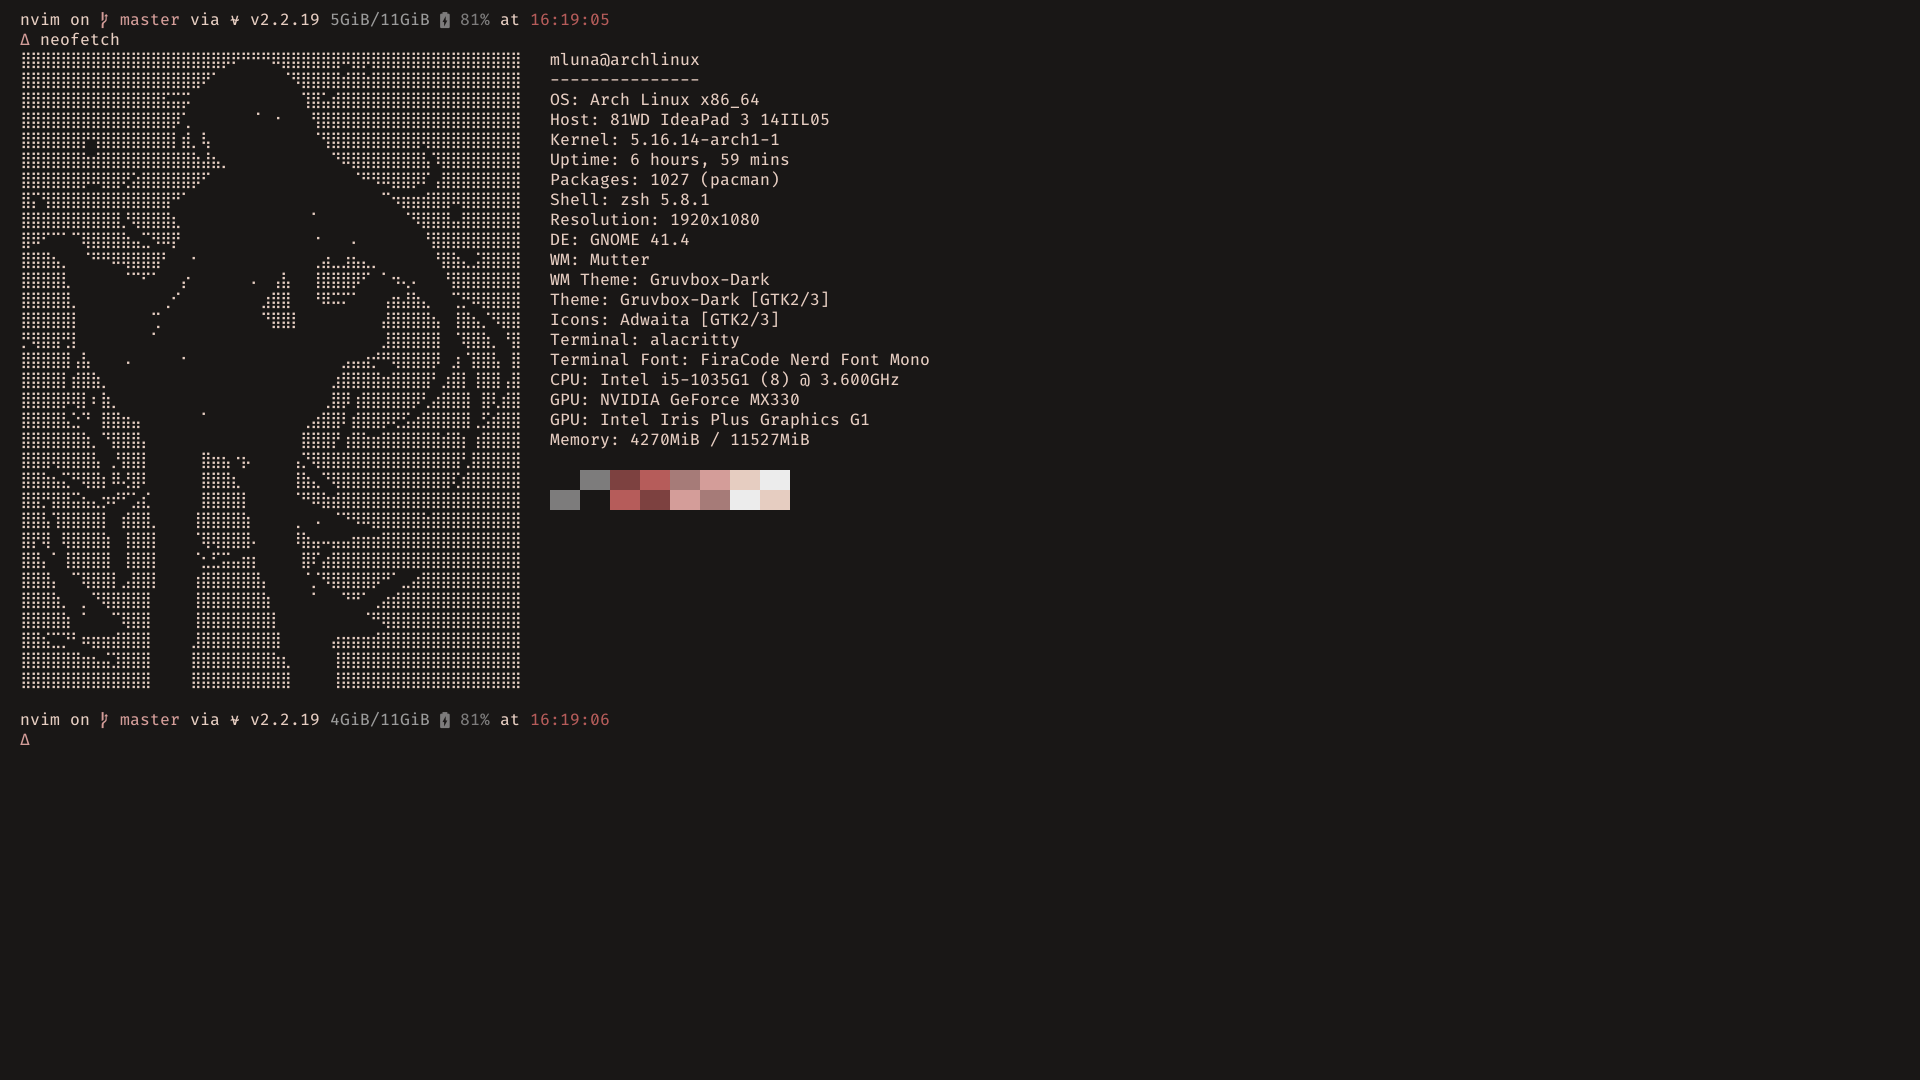 nvim on master via v2.2.19 5GiB/11GiB 81% at 16:19:05
Δ neofetch
mluna@archlinux
---------------
OS: Arch Linux x86_64
Host: 81WD IdeaPad 3 14IIL05
Kernel: 5.16.14-arch1-1
Uptime: 6 hours, 59 mins
Packages: 1027 (pacman)
Shell: zsh 5.8.1
Resolution: 1920x1080
DE: GNOME 41.4
WM: Mutter
WM Theme: Gruvbox-Dark
Theme: Gruvbox-Dark [GTK2/3]
Icons: Adwaita [GTK2/3]
Terminal: alacritty
Terminal Font: FiraCode Nerd Font Mono
CPU: Intel i5-1035G1 (8) @ 3.600GHz
GPU: NVIDIA GeForce MX330
GPU: Intel Iris Plus Graphics G1
Memory: 4270MiB / 11527MiB
nvim on master via v2.2.19 4GiB/11GiB 81% at 16:19:06
Δ